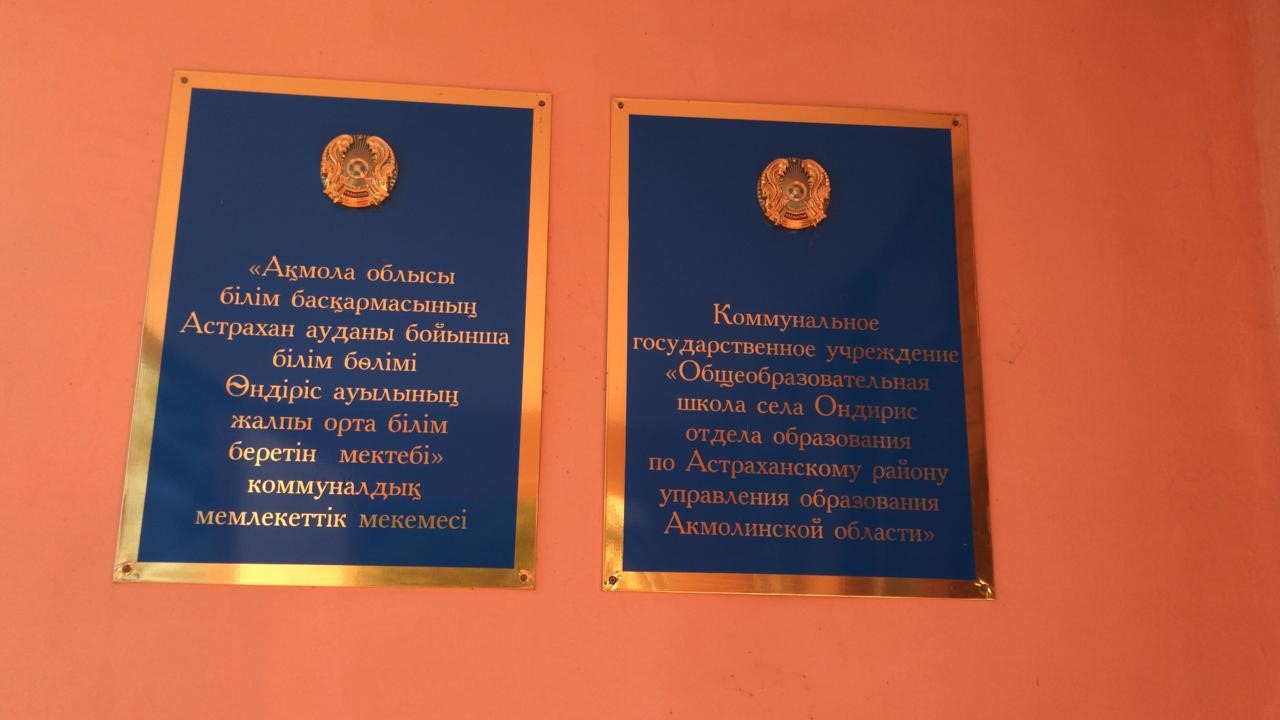 «Ақмола облысы
білім басқармасының
Астрахан ауданы бойынша
білім бөлімі
Өндіріс ауылының
жалпы орта білім
беретін мектебі»
коммуналдық
мемлекеттік мекемесі
Коммунальное
государственное учреждение
«Общеобразовательная
школа села Ондирис
отдела образования
по Астраханскому району
управления образования
Акмолинской области»